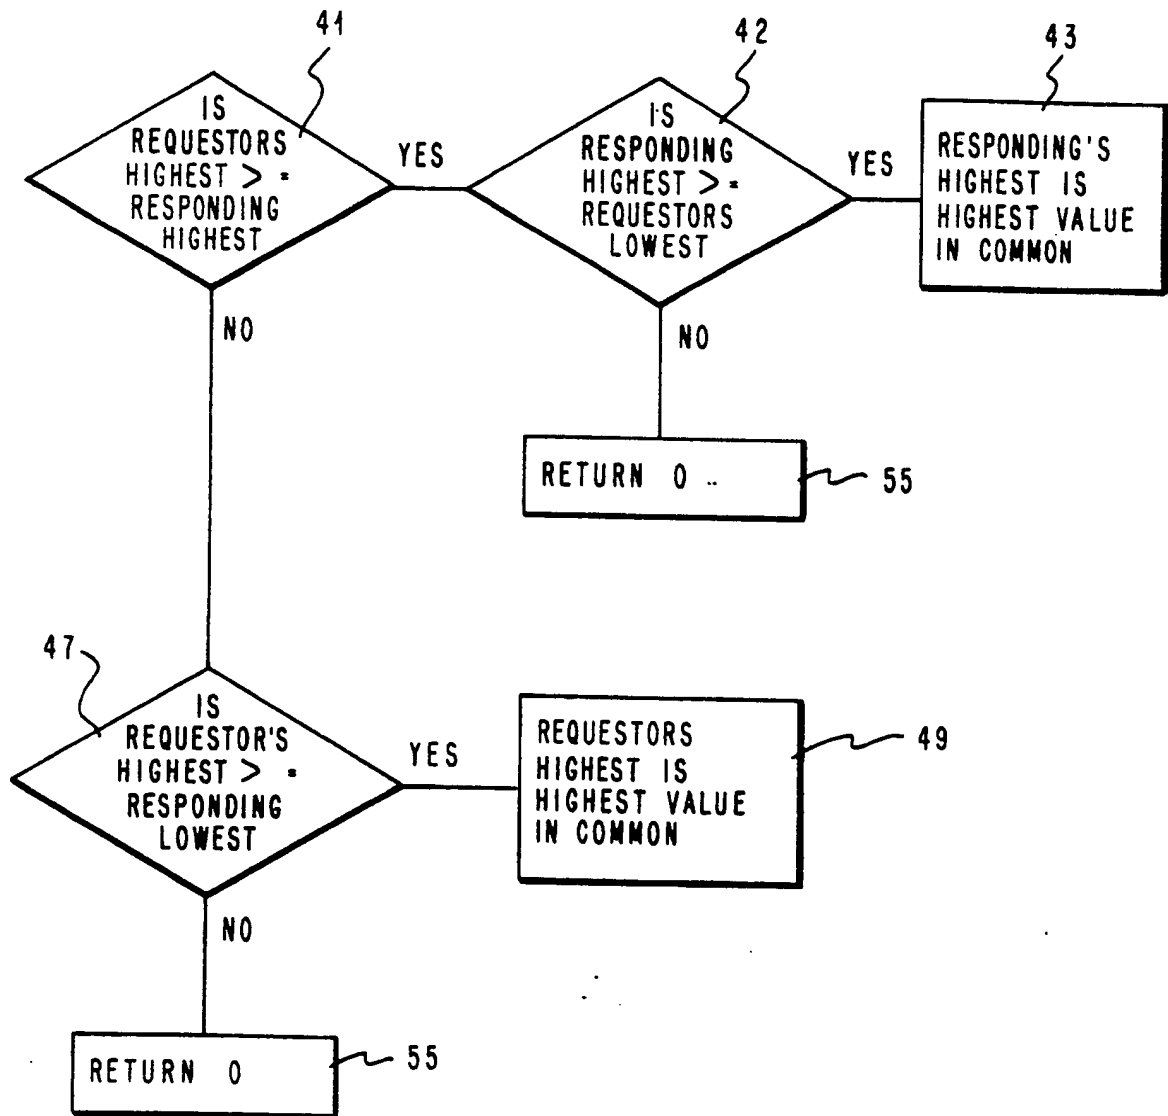 41
IS
REQUESTORS
HIGHEST > =
RESPONDING
HIGHEST
YES
NO
42
IS
RESPONDING
HIGHEST > =
REQUESTORS
LOWEST
YES
NO
43
RESPONDING'S
HIGHEST IS
HIGHEST VALUE
IN COMMON
RETURN 0
55
47
IS
REQUESTOR'S
HIGHEST > =
RESPONDING
LOWEST
YES
NO
REQUESTORS
HIGHEST IS
HIGHEST VALUE
IN COMMON
49
RETURN 0
55